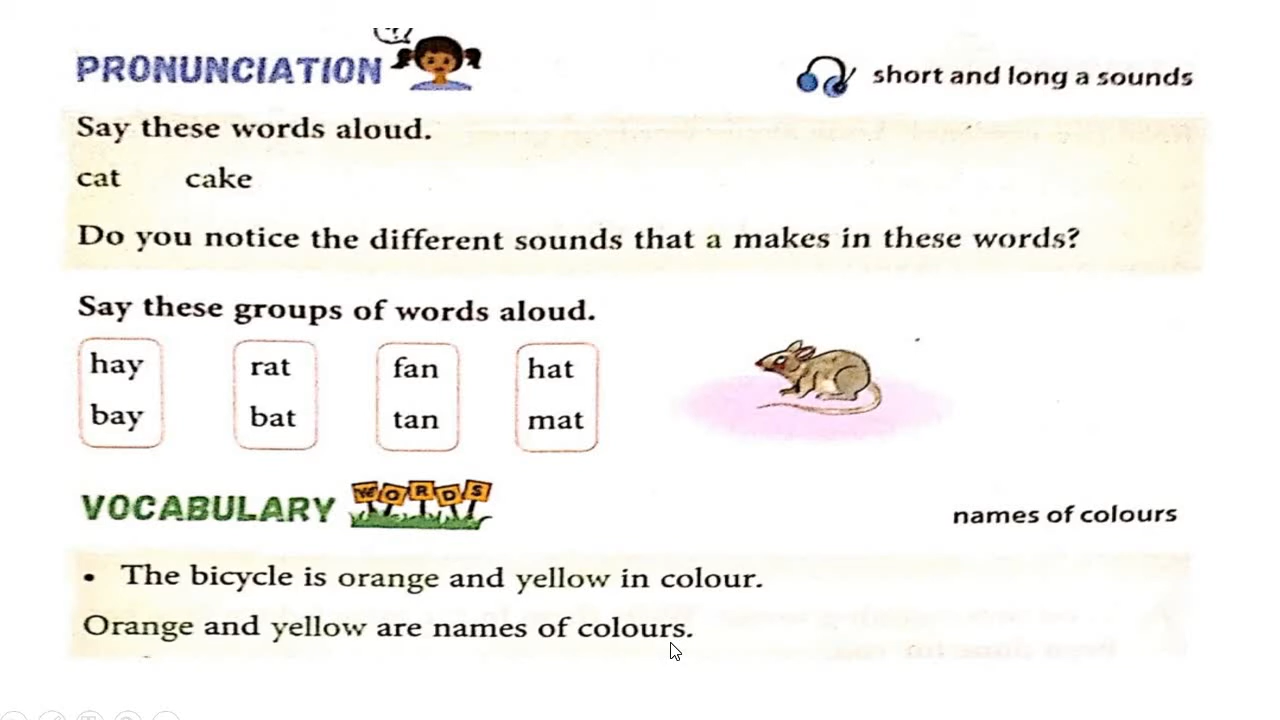 PRONUNCIATION
short and long a sounds
Say these words aloud.
cat cake
Do you notice the different sounds that a makes in these words?
Say these groups of words aloud.
hay rat fan hat
bay bat tan mat
VOCABULARY WORDS
names of colours
• The bicycle is orange and yellow in colour.
Orange and yellow are names of colours.